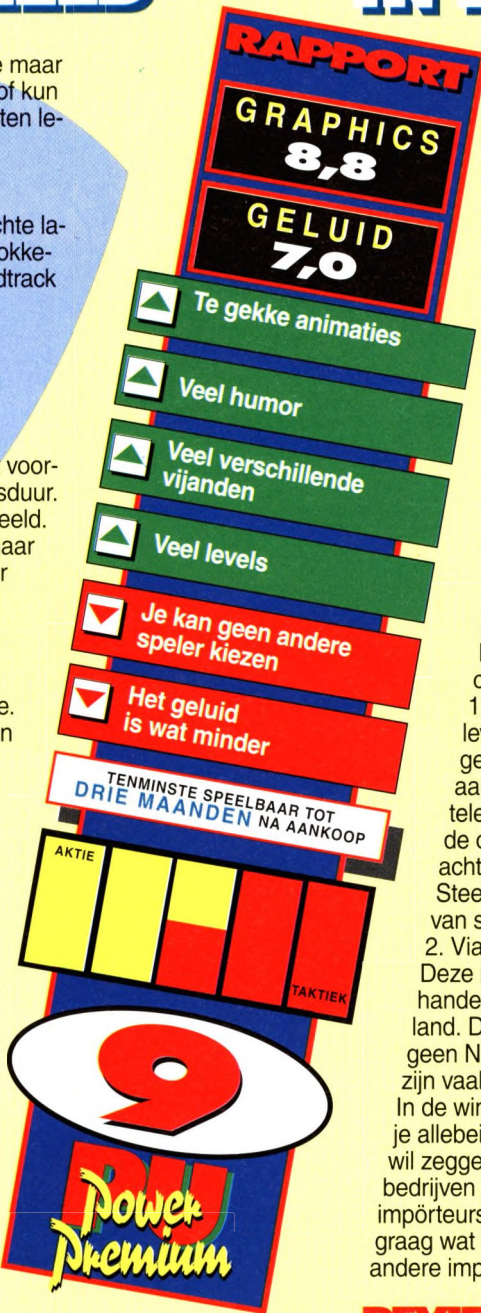 e maar
of kun
ten le-
chte la-
okke-
dtrack
voor-
sduur.
eeld.
aar
r
e.
n
RAPPORT
GRAPHICS
8,8
GELUID
7,0
Te gekke animaties
Veel humor
Veel verschillende
vijanden
Veel levels
Je kan geen andere
speler kiezen
Het geluid
is wat minder
TENMINSTE SPEELBAAR TOT
DRIE MAANDEN NA AANKOOP
AKTIE
TAKTIEK
9
PU
Power
Premium
1
lev
ge
aa
tele
de c
acht
Stee
van s
2. Via
Deze i
hande
land. D
geen N
zijn vaal
In de wir
je allebei
wil zegge
bedrijven
impörteurs
graag wat
andere imp